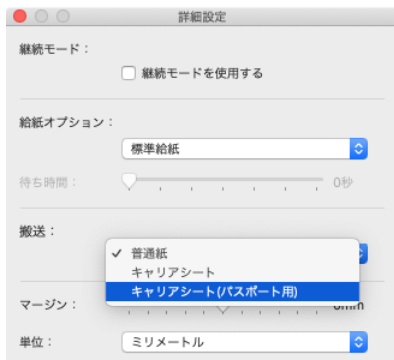 詳細設定
継続モード：
継続モードを使用する
給紙オプション：
標準給紙
待ち時間： 0秒
搬送：
✓ 普通紙
キャリアシート
キャリアシート(パスポート用)
マージン： 0mm
単位： ミリメートル